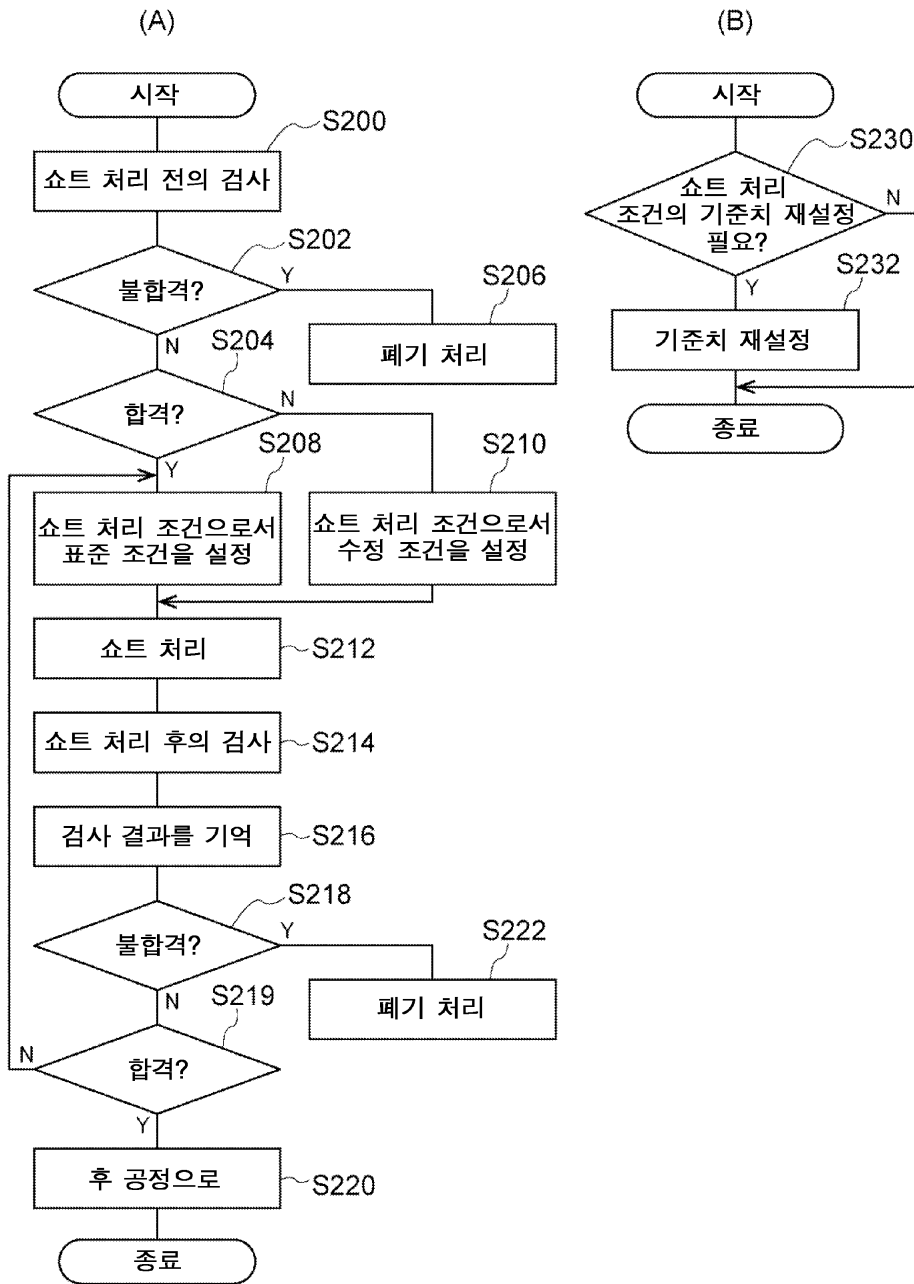 (A)
시작
S200
쇼트 처리 전의 검사
S202
불합격?
Y
N
S206
폐기 처리
S204
합격?
N
Y
S208
쇼트 처리 조건으로서
표준 조건을 설정
S210
쇼트 처리 조건으로서
수정 조건을 설정
쇼트 처리
S212
쇼트 처리 후의 검사
S214
검사 결과를 기억
S216
S218
불합격?
Y
N
S222
폐기 처리
S219
합격?
N
Y
후 공정으로
S220
종료
(B)
시작
S230
쇼트 처리
조건의 기준치 재설정
필요?
N
Y
S232
기준치 재설정
종료